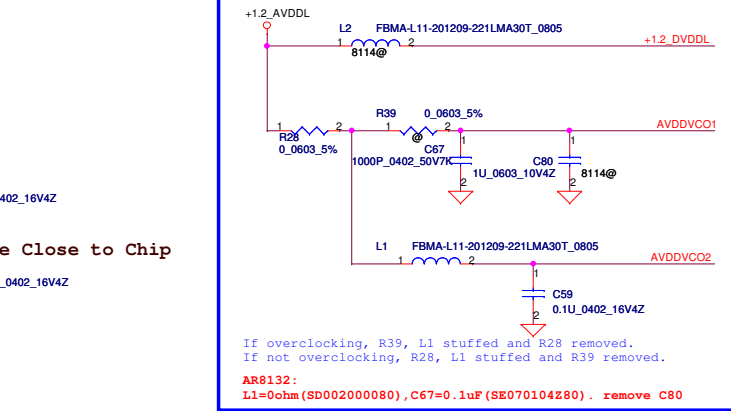 +1.2_AVDDL
L2 FBMA-L11-201209-221LMA30T_0805
1 2 +1.2_DVDDL
8114@
R39 0_0603_5%
1 2 1 2 AVDDVCO1
R28 @
0_0603_5% C67
1 1
1000P_0402_50V7K C80
1U_0603_10V4Z 8114@
2 2
402_16V4Z
L1 FBMA-L11-201209-221LMA30T_0805
e Close to Chip
1 2 AVDDVCO2
1
_0402_16V4Z
C59
0.1U_0402_16V4Z
2
If overclocking, R39, L1 stuffed and R28 removed.
If not overclocking, R28, L1 stuffed and R39 removed.
AR8132:
L1=0ohm(SD002000080),C67=0.1uF(SE070104Z80). remove C80